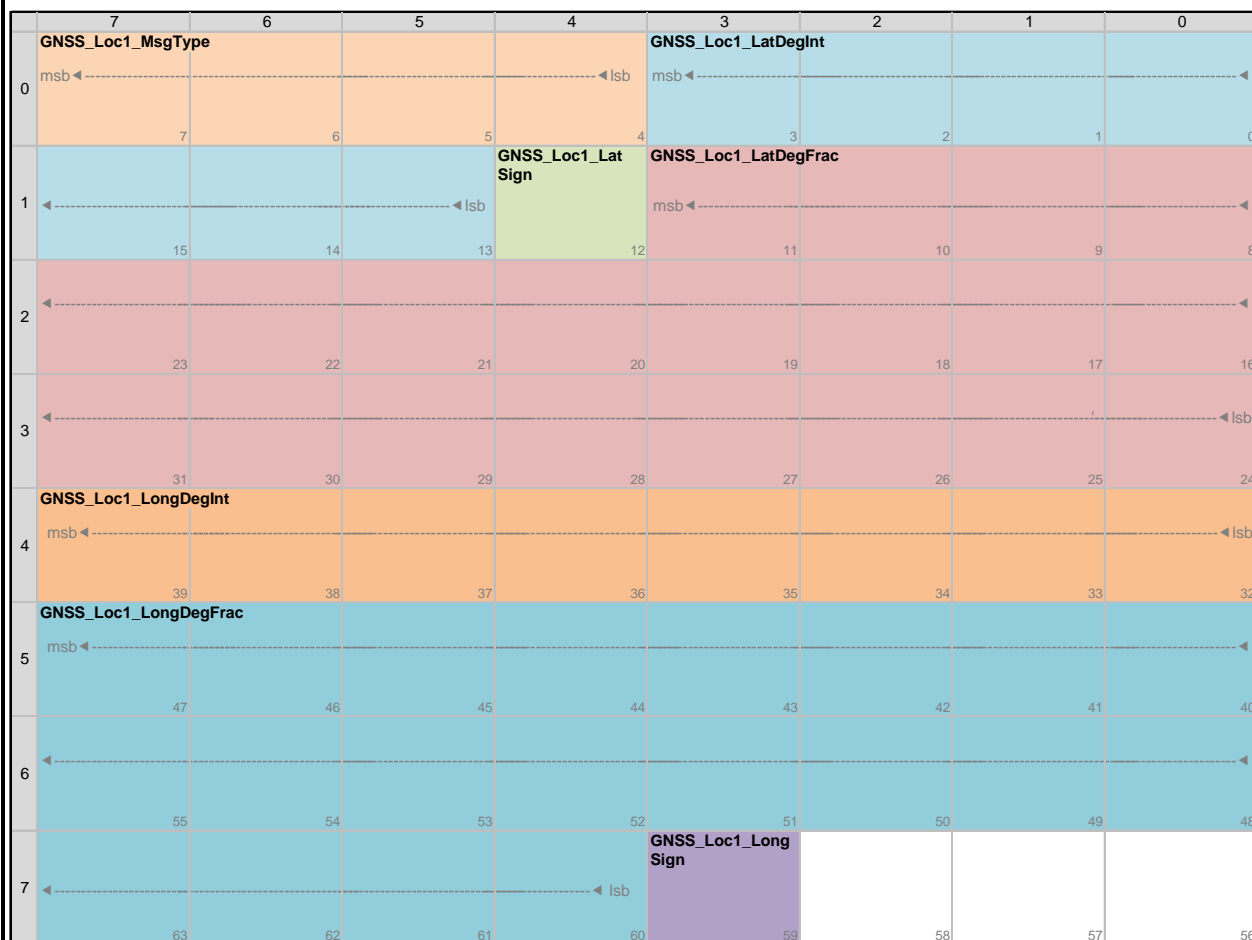 7 6 5 4 3 2 1 0
GNSS_Loc1_MsgType GNSS_Loc1_LatDegInt
msb lsb msb
0
7 6 5 4 3 2 1 0
GNSS_Loc1_Lat GNSS_Loc1_LatDegFrac
Sign
1 lsb msb
15 14 13 12 11 10 9 8
2
23 22 21 20 19 18 17 16
3 lsb
31 30 29 28 27 26 25 24
GNSS_Loc1_LongDegInt
4 msb lsb
39 38 37 36 35 34 33 32
GNSS_Loc1_LongDegFrac
msb
5
47 46 45 44 43 42 41 40
6
55 54 53 52 51 50 49 48
GNSS_Loc1_Long
Sign
7 lsb
63 62 61 60 59 58 57 56